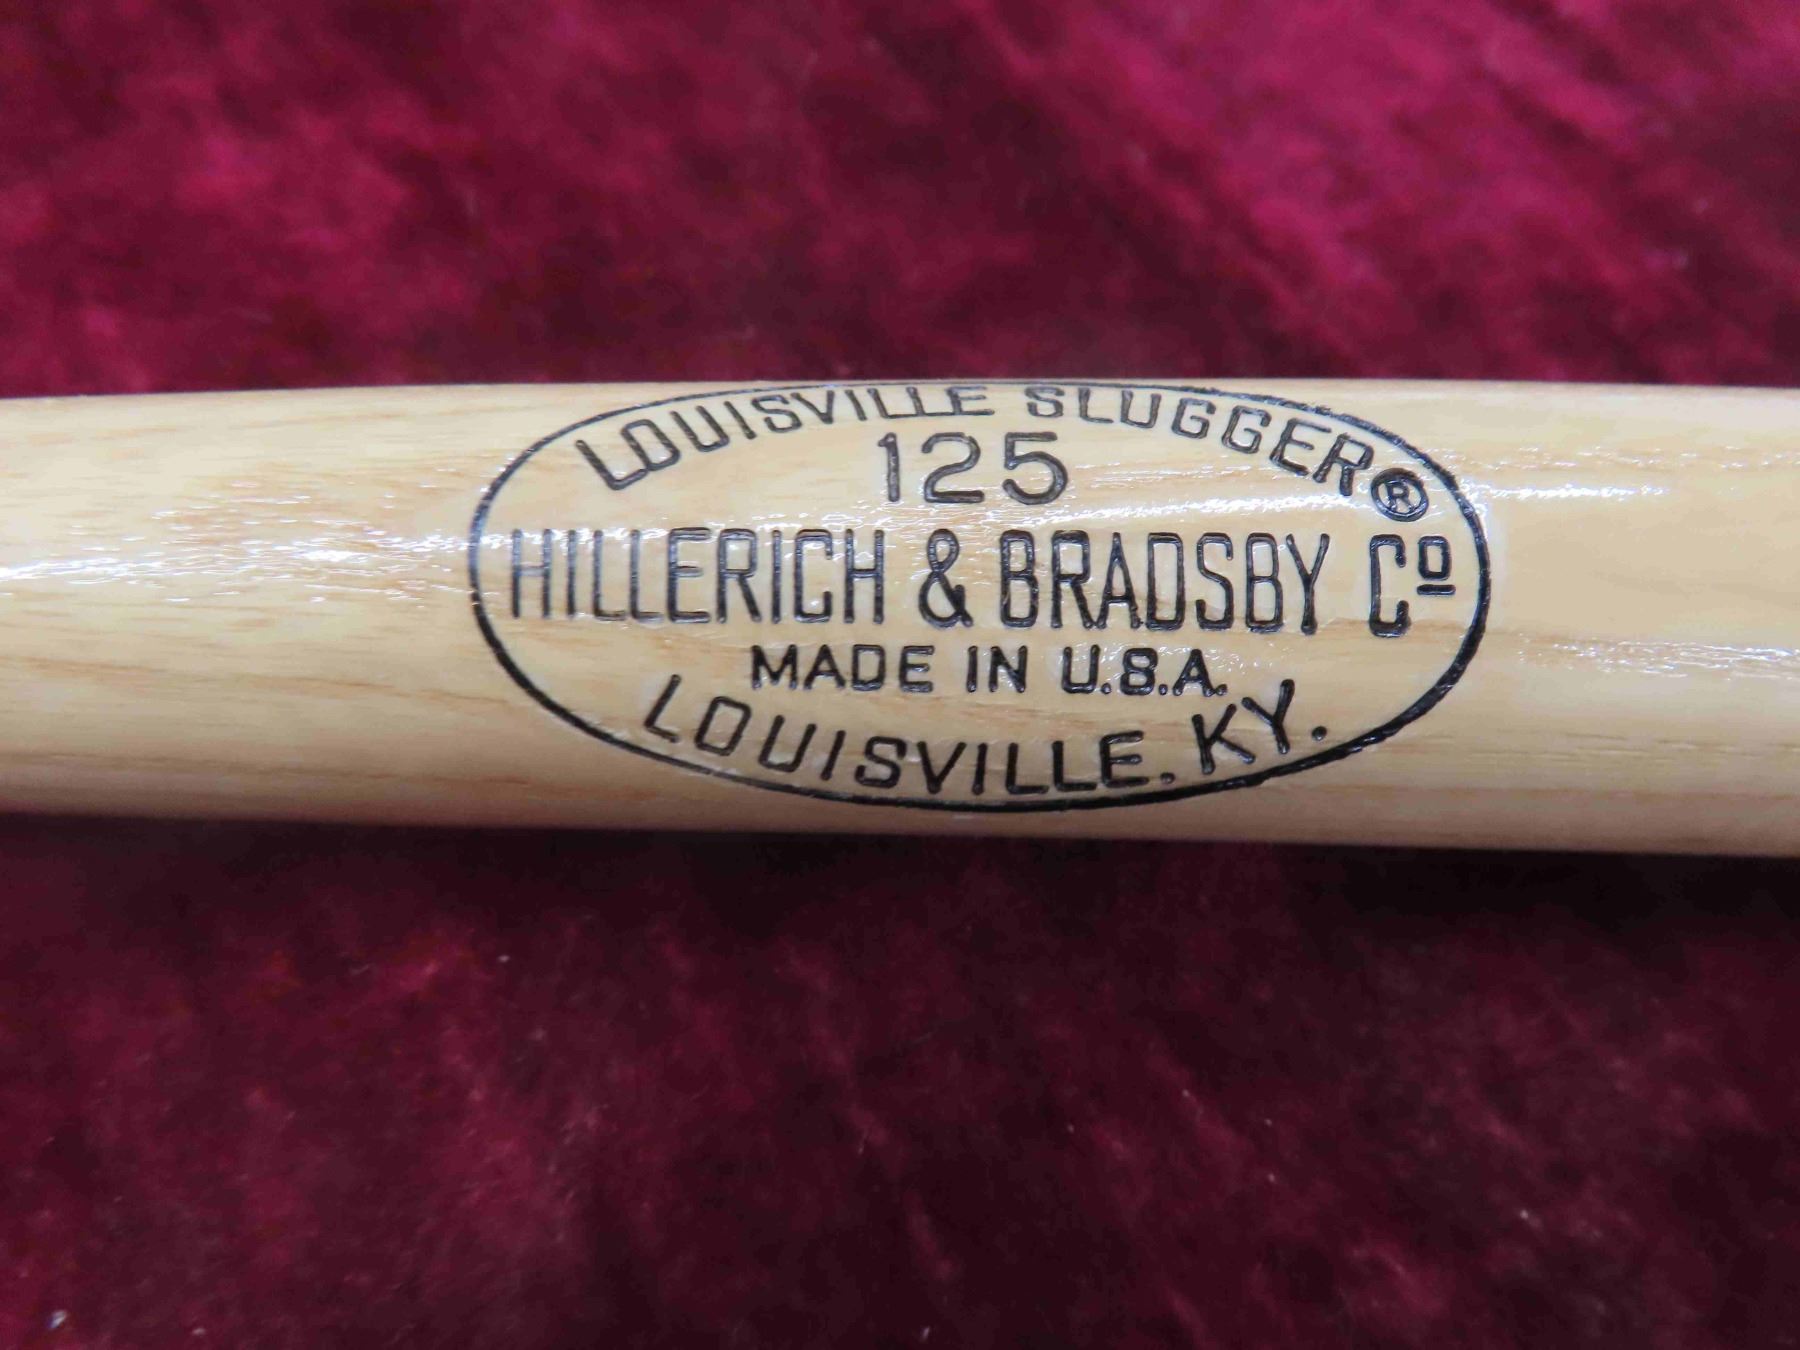 LOUISVILLE SLUGGER®
125
HILLERICH & BRADSBY Cº
MADE IN U.S.A.
LOUISVILLE. KY.